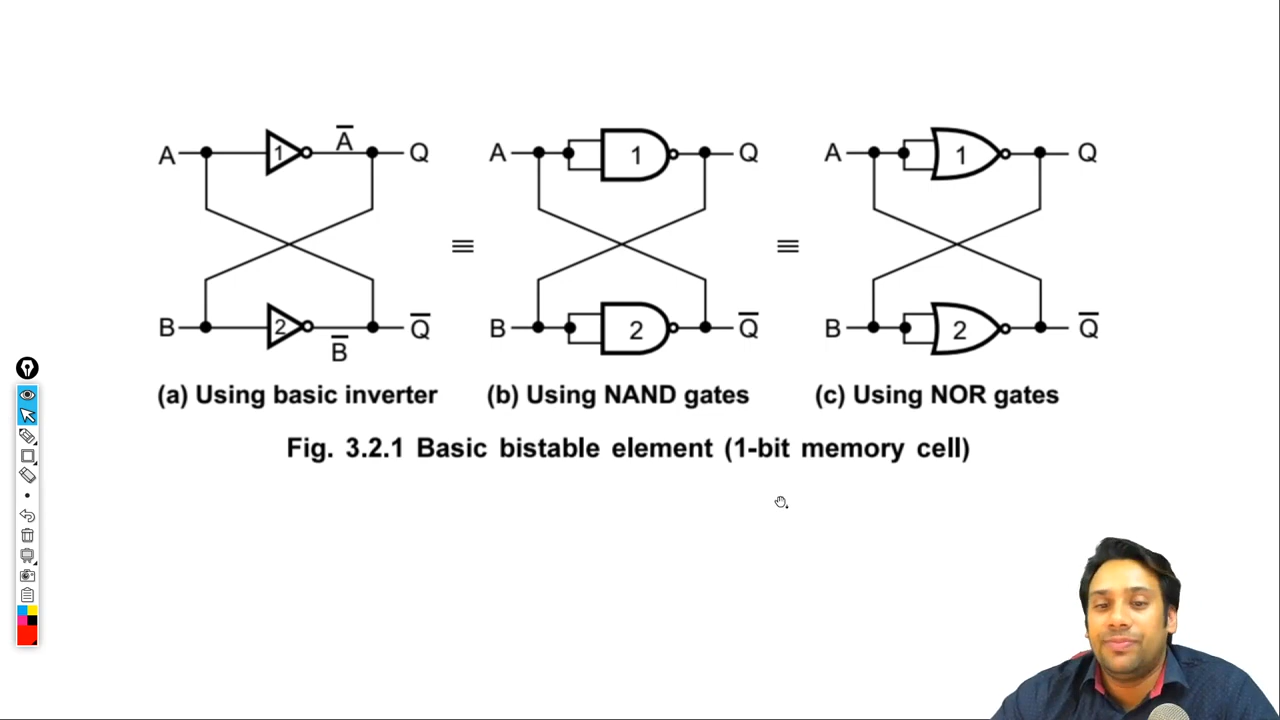 A 1 A̅ Q
A 1 Q
A 1 Q
≡ ≡
B 2 B̅ Q̅
B 2 Q̅
B 2 Q̅
(a) Using basic inverter
(b) Using NAND gates
(c) Using NOR gates
Fig. 3.2.1 Basic bistable element (1-bit memory cell)